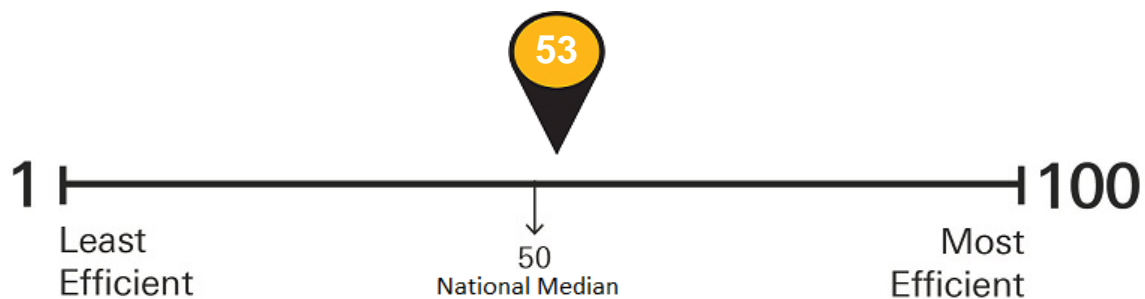 53
1
100
Least
Efficient
50
National Median
Most
Efficient